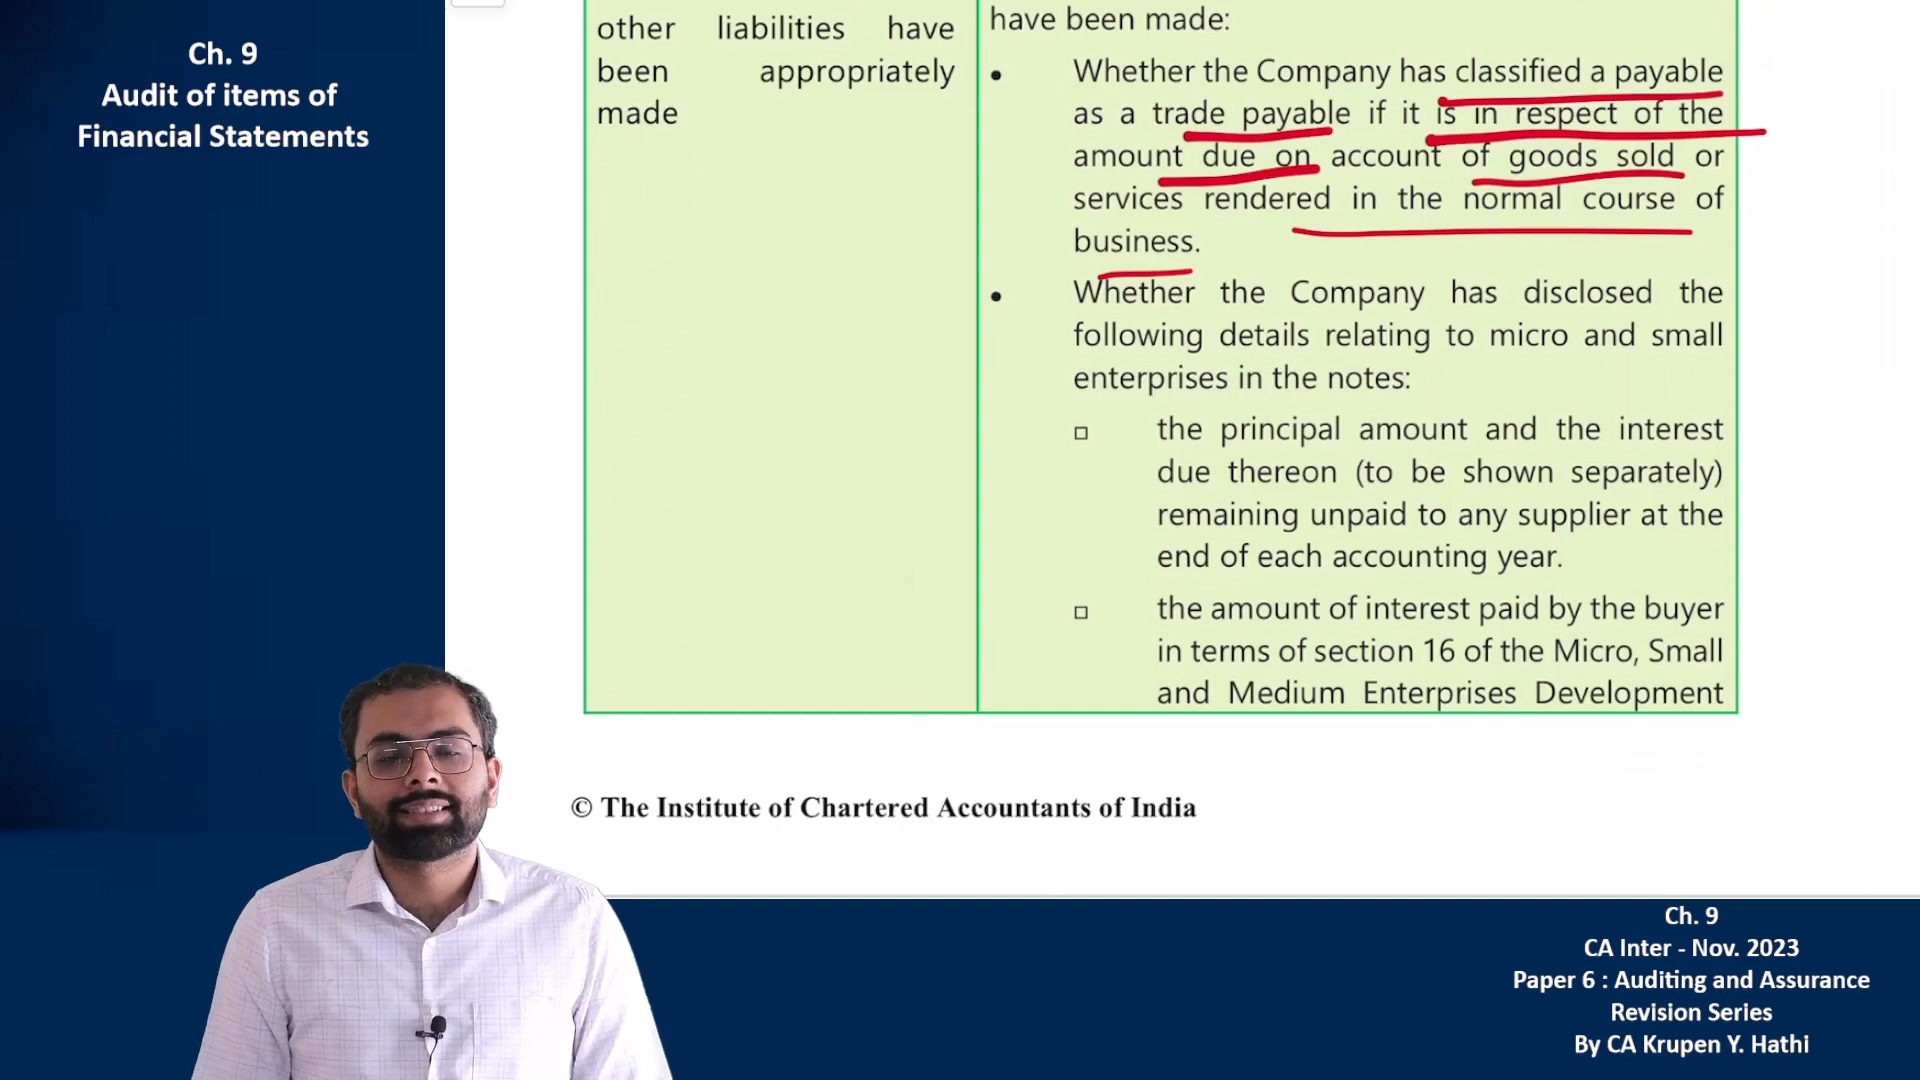 Ch. 9
Audit of items of
Financial Statements
other liabilities have
been appropriately
made
have been made:
• Whether the Company has classified a payable
as a trade payable if it is in respect of the
amount due on account of goods sold or
services rendered in the normal course of
business.
• Whether the Company has disclosed the
following details relating to micro and small
enterprises in the notes:
□ the principal amount and the interest
due thereon (to be shown separately)
remaining unpaid to any supplier at the
end of each accounting year.
□ the amount of interest paid by the buyer
in terms of section 16 of the Micro, Small
and Medium Enterprises Development
© The Institute of Chartered Accountants of India
Ch. 9
CA Inter - Nov. 2023
Paper 6 : Auditing and Assurance
Revision Series
By CA Krupen Y. Hathi